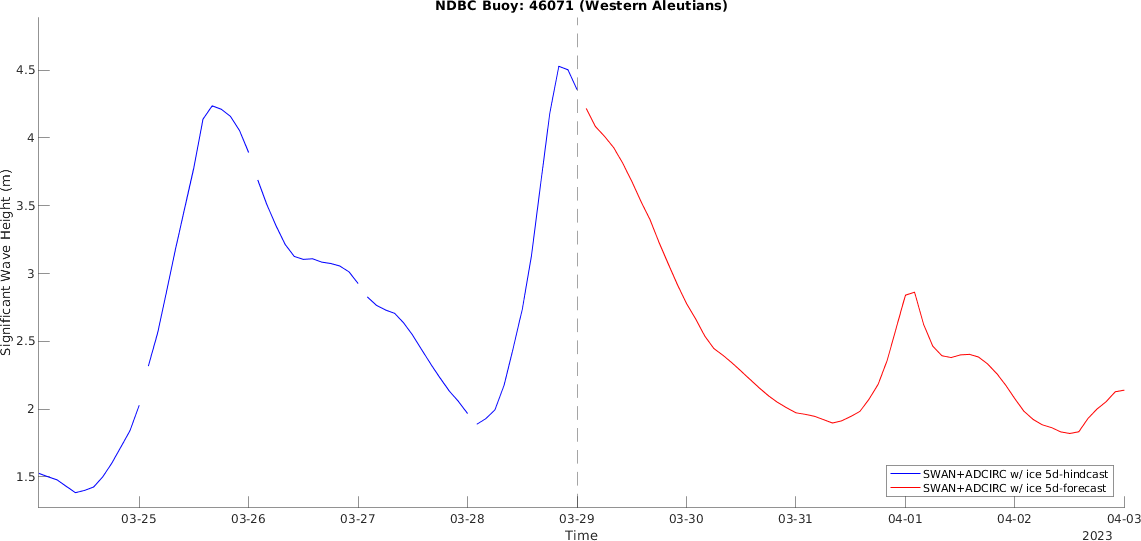 NDBC Buoy: 46071 (Western Aleutians)
Significant Wave Height (m)
4.5
4
3.5
3
2.5
2
1.5
SWAN+ADCIRC w/ ice 5d-hindcast
SWAN+ADCIRC w/ ice 5d-forecast
03-25 03-26 03-27 03-28 03-29 03-30 03-31 04-01 04-02 04-03
Time
2023